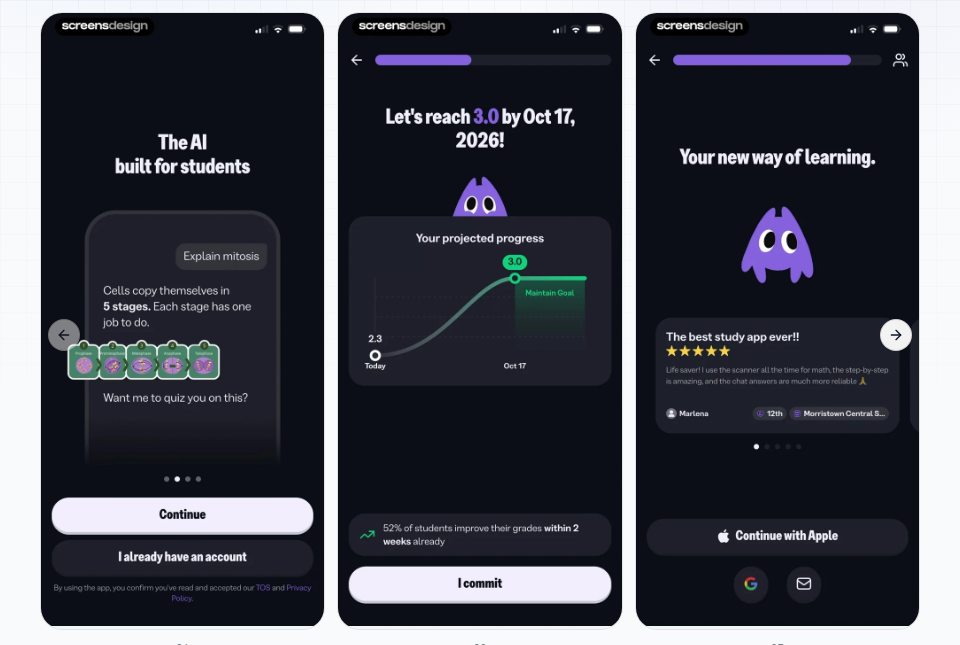 screensdesign
The AI
built for students
Explain mitosis
Cells copy themselves in
5 stages. Each stage has one
job to do.
Want me to quiz you on this?
Continue
I already have an account
By using the app, you confirm you've read and accepted our TOS and Privacy
Policy.
screensdesign
Let's reach 3.0 by Oct 17,
2026!
Your projected progress
3.0
Maintain Goal
2.3
Today
Oct 17
52% of students improve their grades within 2
weeks already
I commit
screensdesign
Your new way of learning.
The best study app ever!!
Life saver! I use the scanner all the time for math, the step-by-step
is amazing, and the chat answers are much more reliable 🙏
Marlena
12th
Morristown Central S...
Continue with Apple